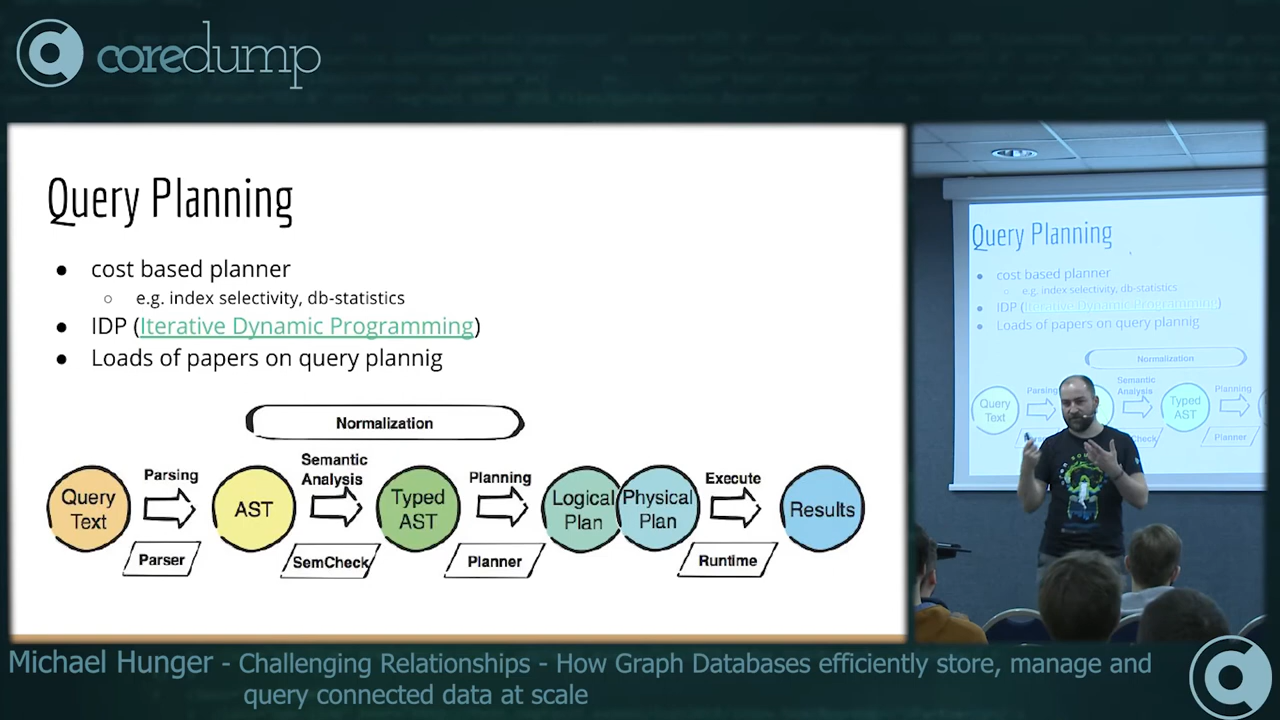 coredump
Query Planning
● cost based planner
○ e.g. index selectivity, db-statistics
● IDP (Iterative Dynamic Programming)
● Loads of papers on query plannig
Normalization
Parsing
Semantic
Analysis
Planning
Execute
Query
Text
AST
Typed
AST
Logical
Plan
Physical
Plan
Results
Parser
SemCheck
Planner
Runtime
Query Planning
cost based planner
e.g. index selectivity, db-statistics
IDP (Iterative Dynamic Programming)
Loads of papers on query plannig
Normalization
Parsing
Semantic
Analysis
Planning
Query
Text
Typed
AST
Planner
Michael Hunger - Challenging Relationships - How Graph Databases efficiently store, manage and
query connected data at scale